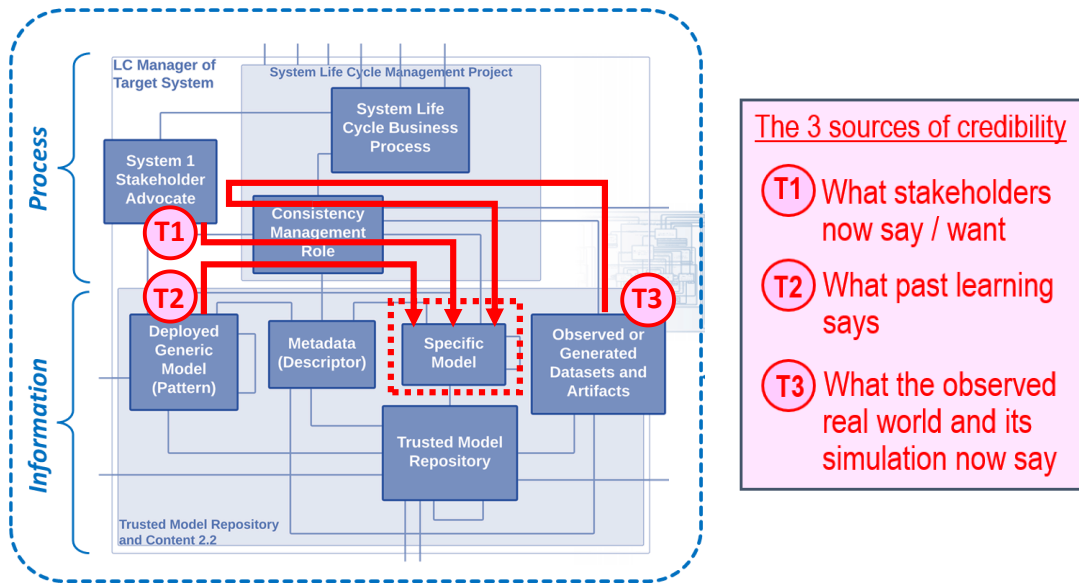 LC Manager of
Target System
System Life Cycle Management Project
System Life
Cycle Business
Process
System 1
Stakeholder
Advocate
Process
Consistency
Management
Role
T1
T2
T3
Deployed
Generic
Model
(Pattern)
Metadata
(Descriptor)
Specific
Model
Observed or
Generated
Datasets and
Artifacts
Information
Trusted Model
Repository
Trusted Model Repository
and Content 2.2
The 3 sources of credibility
T1 What stakeholders
now say / want
T2 What past learning
says
T3 What the observed
real world and its
simulation now say